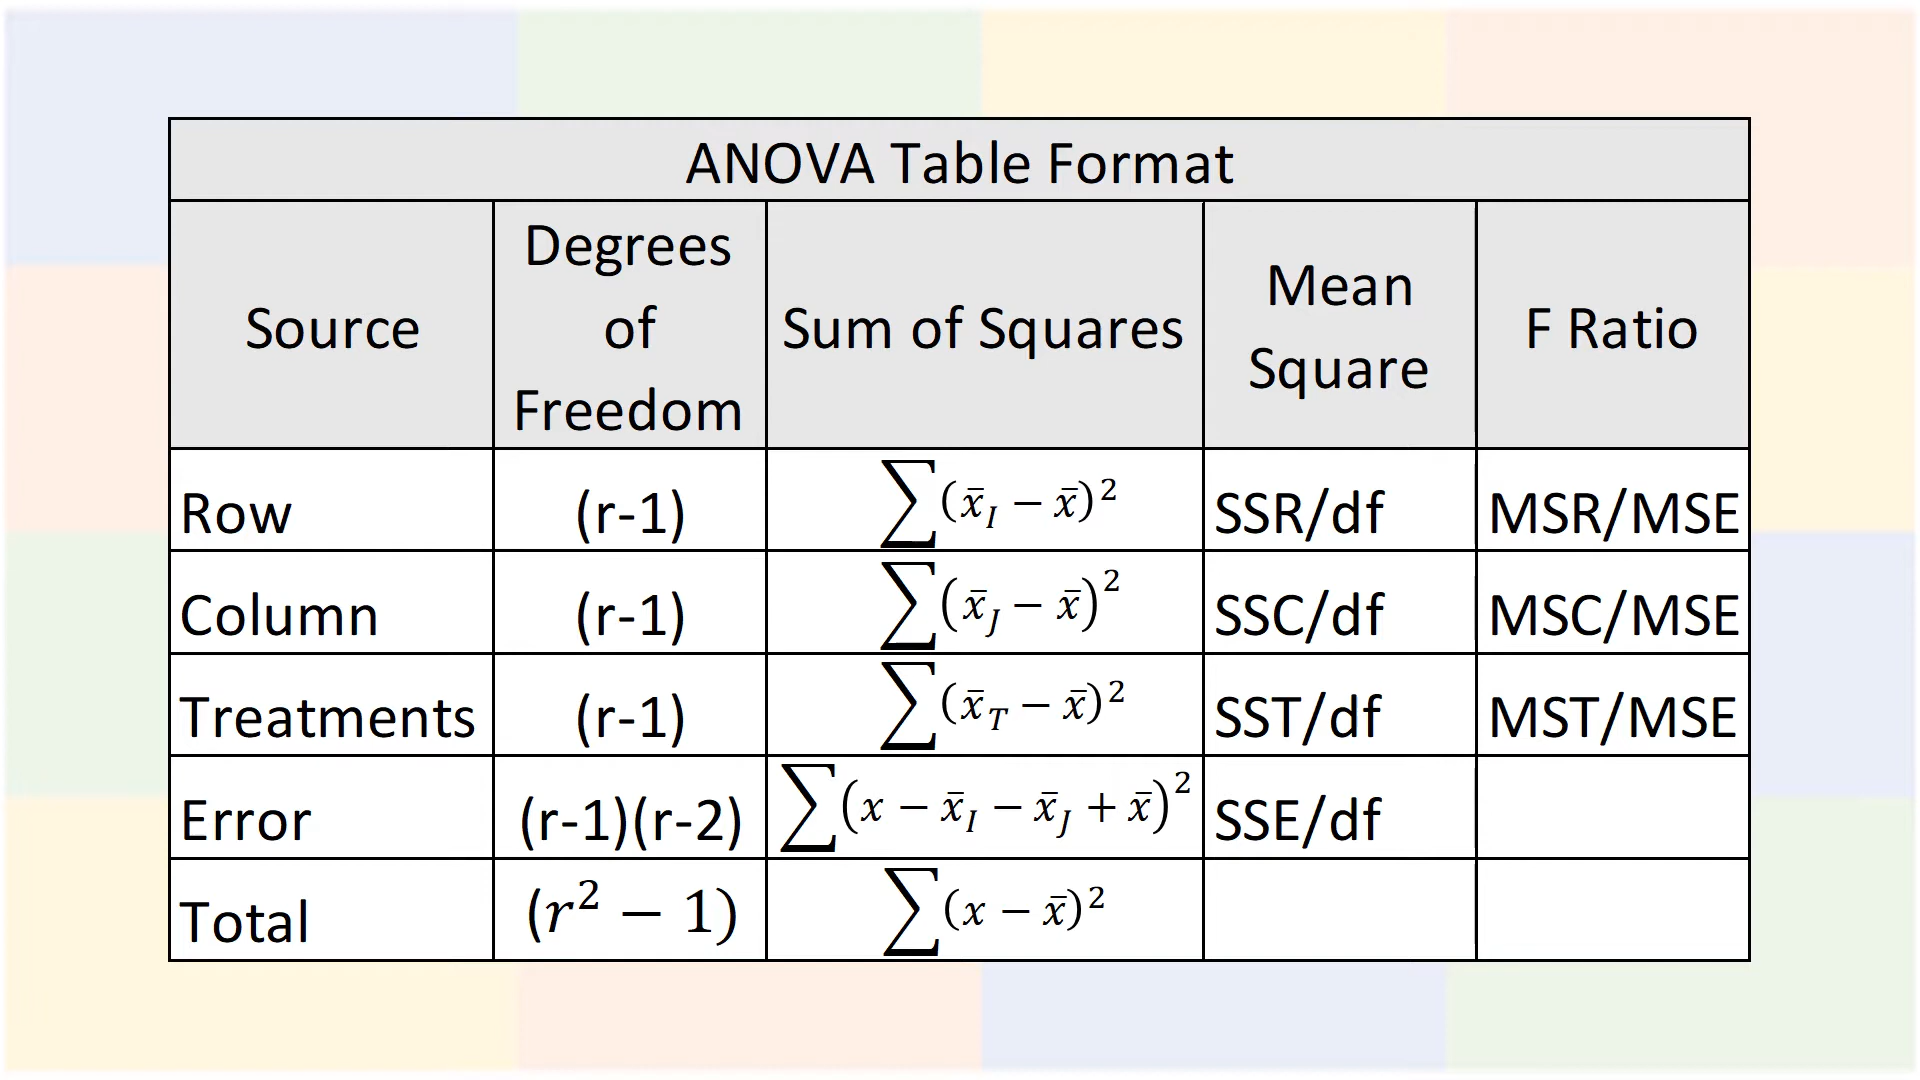 ANOVA Table Format
Source
Degrees
of
Freedom
Sum of Squares
Mean
Square
F Ratio
Row
(r-1)
∑(x̄_I − x̄)²
SSR/df
MSR/MSE
Column
(r-1)
∑(x̄_J − x̄)²
SSC/df
MSC/MSE
Treatments
(r-1)
∑(x̄_T − x̄)²
SST/df
MST/MSE
Error
(r-1)(r-2)
∑(x − x̄_I − x̄_J + x̄)²
SSE/df
Total
(r² − 1)
∑(x − x̄)²